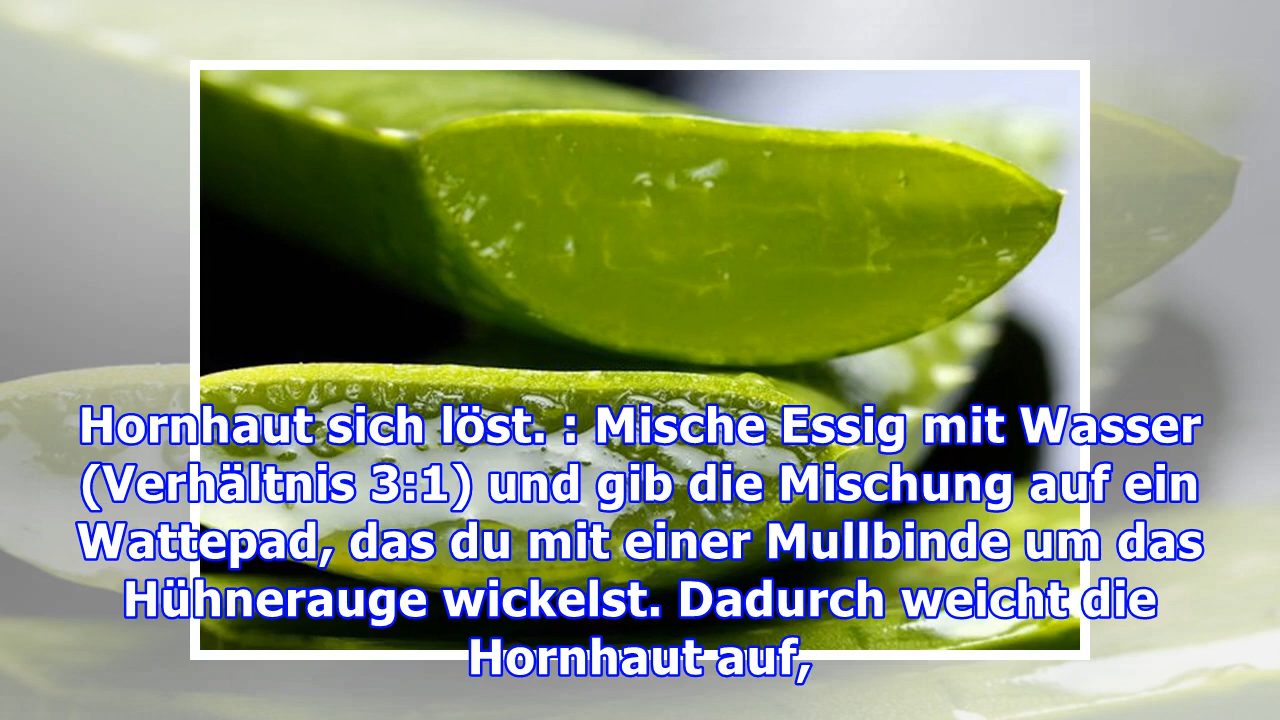 Hornhaut sich löst. : Mische Essig mit Wasser
(Verhältnis 3:1) und gib die Mischung auf ein
Wattepad, das du mit einer Mullbinde um das
Hühnerauge wickelst. Dadurch weicht die
Hornhaut auf,